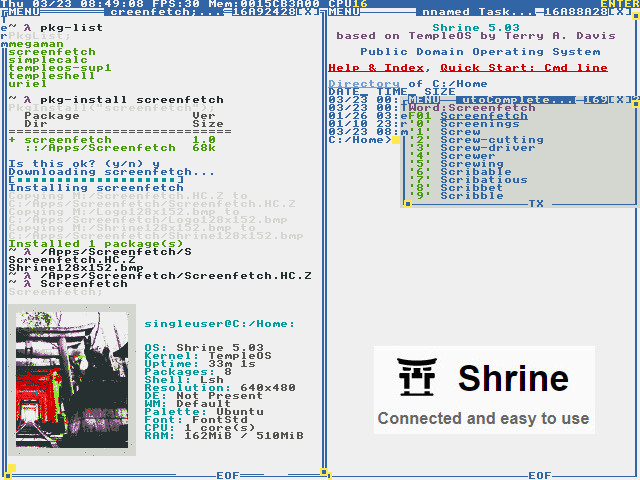 Thu 03/23 08:49:08 FPS:30 Mem:0015CB3A00 CPU16 ENTER
MENU creenfetch;... 16A92428[X]
PkgList;
~ λ pkg-list
megaman
screenfetch
simplecalc
templeos-sup1
templeshell
uriel
~ λ pkg-install screenfetch
PkgInstall("screenfetch");
Package Ver
Dir Size
================================
+ screenfetch 1.0
::/Apps/Screenfetch 68k
Is this ok? (y/n) y
Downloading screenfetch...
Installing screenfetch
Copying M:/Screenfetch.HC.Z to
C:/Apps/Screenfetch/Screenfetch.HC.Z
Copying M:/Logo128x152.bmp to
C:/Apps/Screenfetch/Logo128x152.bmp
Copying M:/Shrine128x152.bmp to
C:/Apps/Screenfetch/Shrine128x152.bmp
Installed 1 package(s)
~ λ /Apps/Screenfetch/S
Screenfetch.HC.Z
Shrine128x152.bmp
~ λ /Apps/Screenfetch/Screenfetch.HC.Z
~ λ Screenfetch
Screenfetch;
singleuser@C:/Home:
OS: Shrine 5.03
Kernel: TempleOS
Uptime: 33m 1s
Packages: 8
Shell: Lsh
Resolution: 640x480
DE: Not Present
WM: Default
Palette: Ubuntu
Font: FontStd
CPU: 1 core(s)
RAM: 162MiB / 510MiB
EOF
MENU nnamed Task... 16A88A28[X]
Shrine 5.03
based on TempleOS by Terry A. Davis
Public Domain Operating System
Help & Index, Quick Start: Cmd line
Directory of C:/Home
DATE_ TIME_ SIZE
03/23 00:
03/23 00:
01/26 03:
01/10 23:
03/23 08:
C:/Home>
MENU utoComplete... 169[X]
Word:Screenfetch
F01 Screenfetch
'0' Screenings
'1' Screw
'2' Screw-cutting
'3' Screw-driver
'4' Screwer
'5' Screwing
'6' Scribable
'7' Scribatious
'8' Scribbet
'9' Scribble
TX
Shrine
Connected and easy to use
EOF